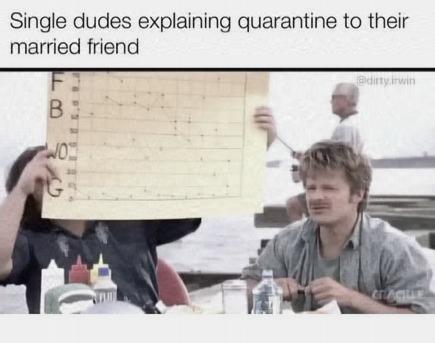 Single dudes explaining quarantine to their
married friend
@dirty.irwin
F
B
WO
G